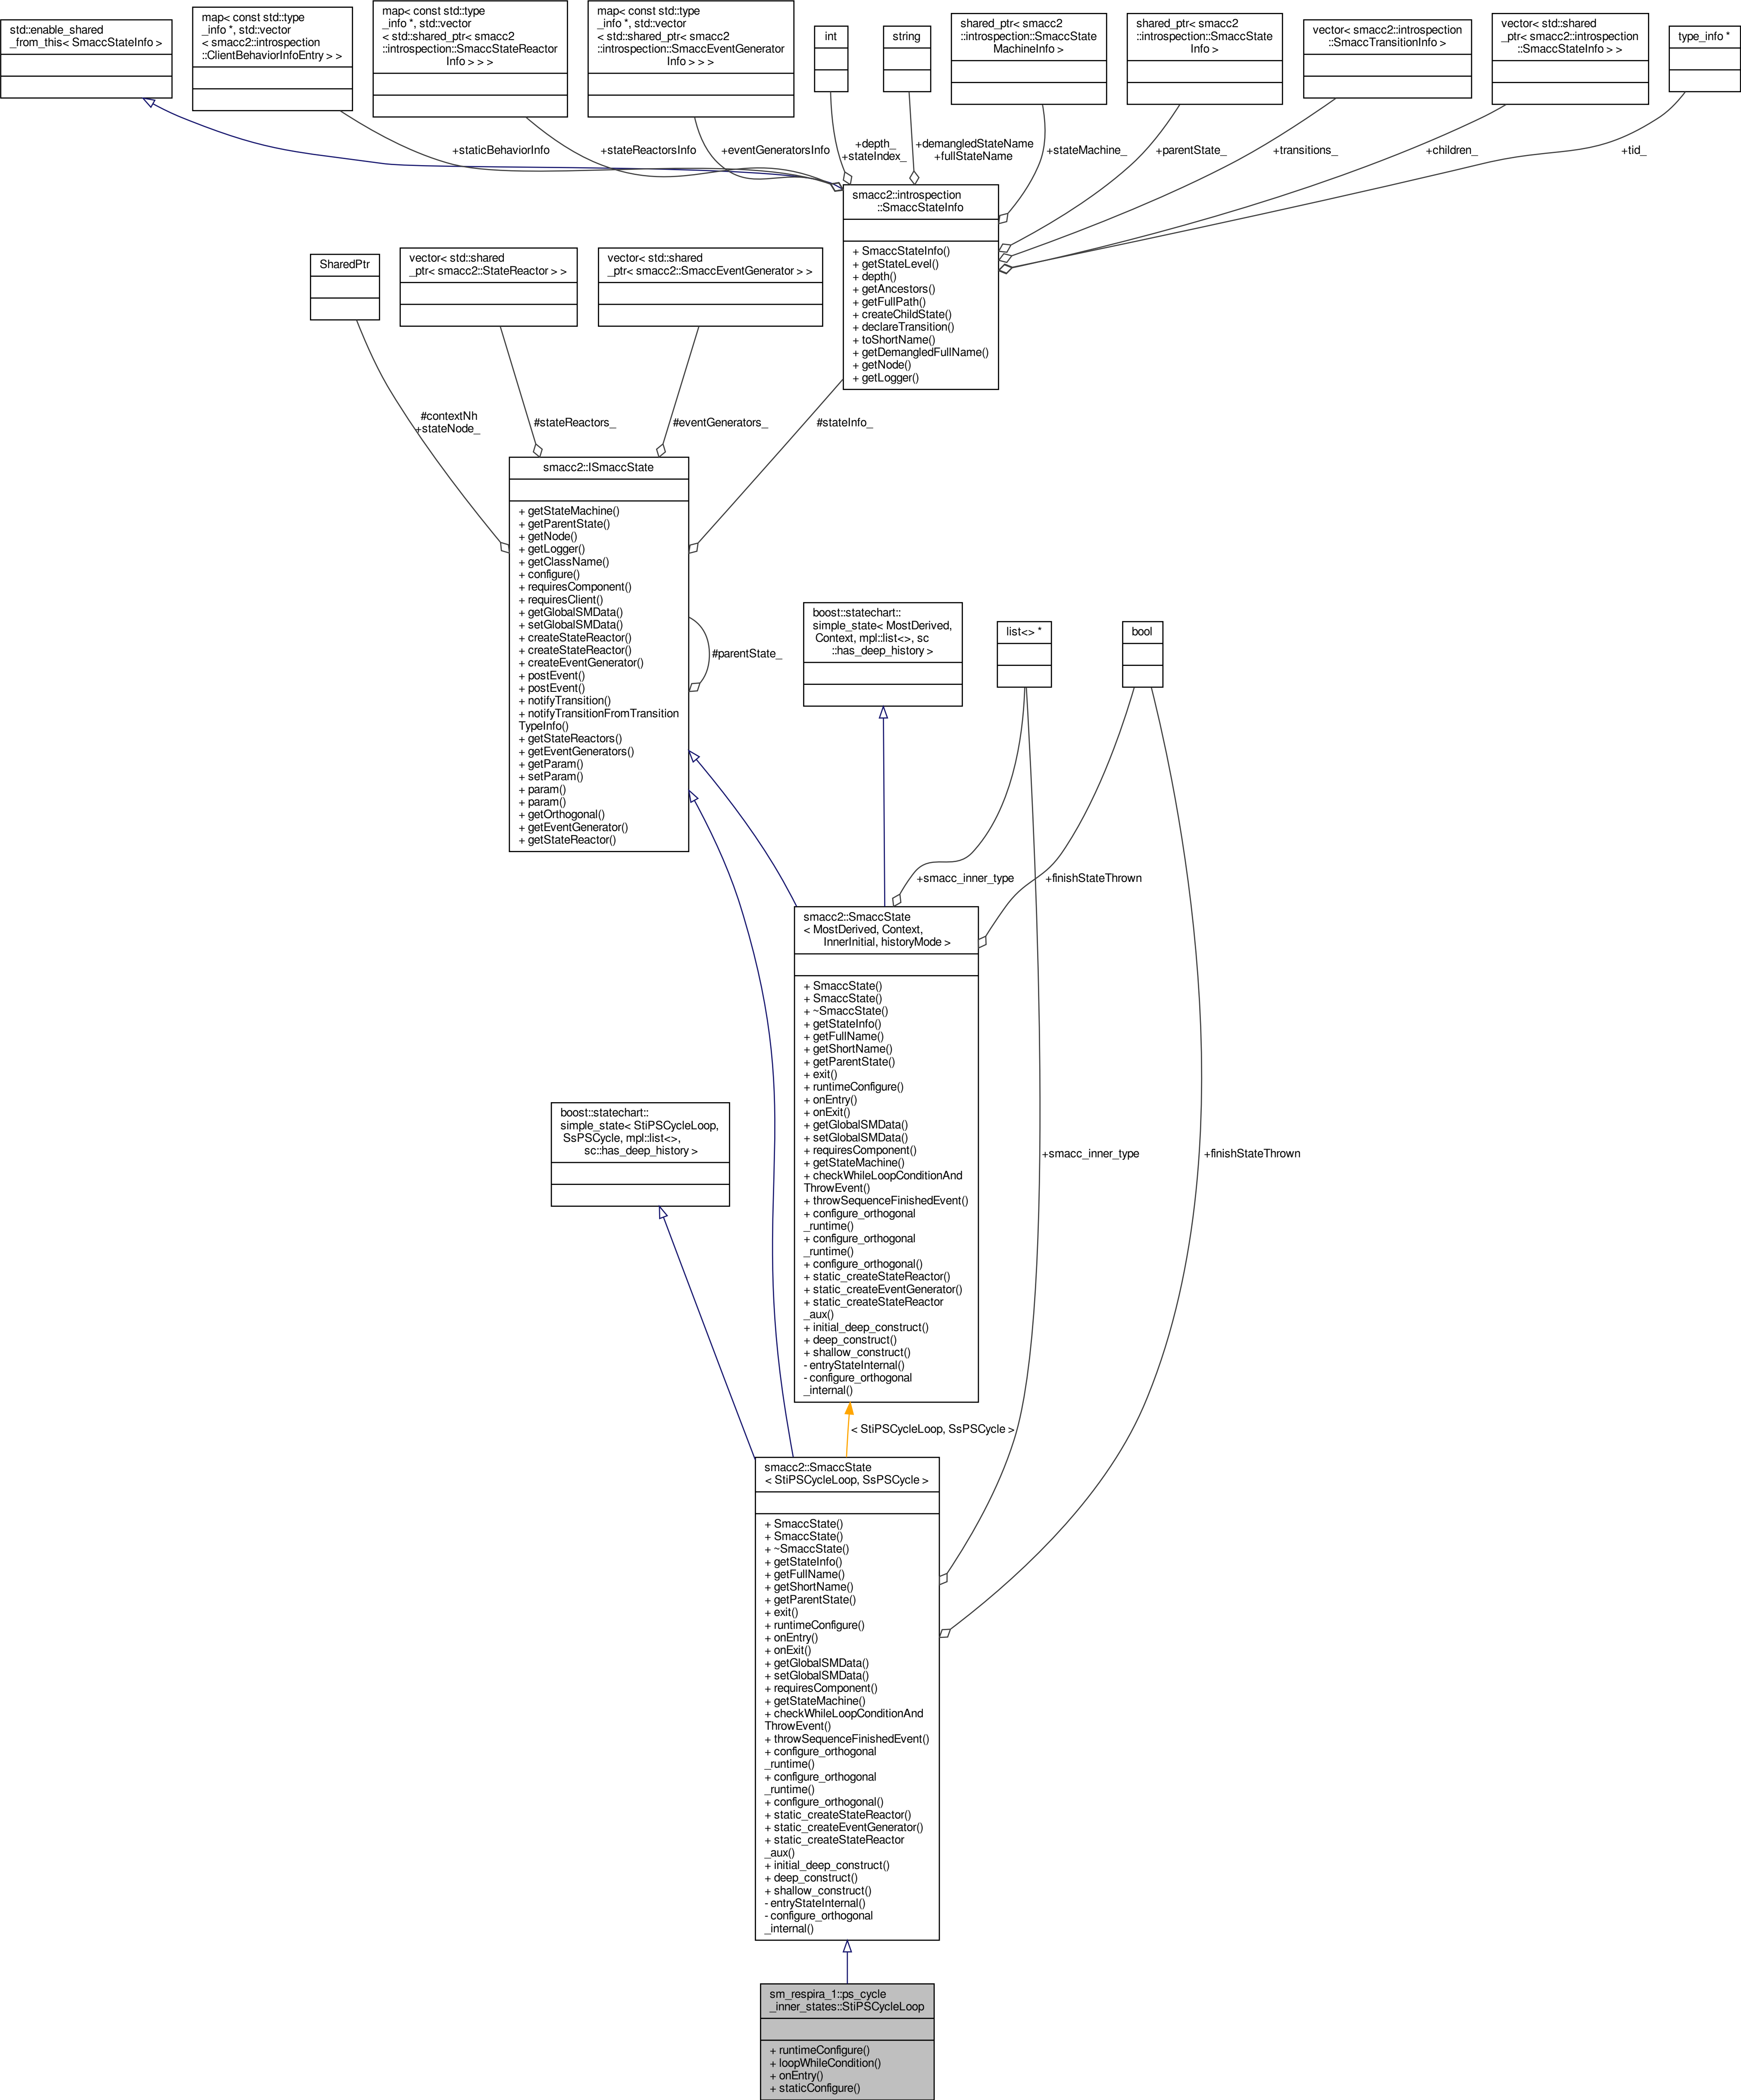 std::enable_shared
_from_this< SmaccStateInfo >
map< const std::type
_info *, std::vector
< smacc2::introspection
::ClientBehaviorInfoEntry > >
map< const std::type
_info *, std::vector
< std::shared_ptr< smacc2
::introspection::SmaccStateReactor
Info > > >
map< const std::type
_info *, std::vector
< std::shared_ptr< smacc2
::introspection::SmaccEventGenerator
Info > > >
int
string
shared_ptr< smacc2
::introspection::SmaccState
MachineInfo >
shared_ptr< smacc2
::introspection::SmaccState
Info >
vector< smacc2::introspection
::SmaccTransitionInfo >
vector< std::shared
_ptr< smacc2::introspection
::SmaccStateInfo > >
type_info *
+staticBehaviorInfo
+stateReactorsInfo
+eventGeneratorsInfo
+depth_
+stateIndex_
+demangledStateName
+fullStateName
+stateMachine_
+parentState_
+transitions_
+children_
+tid_
smacc2::introspection
::SmaccStateInfo
+ SmaccStateInfo()
+ getStateLevel()
+ depth()
+ getAncestors()
+ getFullPath()
+ createChildState()
+ declareTransition()
+ toShortName()
+ getDemangledFullName()
+ getNode()
+ getLogger()
SharedPtr
vector< std::shared
_ptr< smacc2::StateReactor > >
vector< std::shared
_ptr< smacc2::SmaccEventGenerator > >
#contextNh
+stateNode_
#stateReactors_
#eventGenerators_
#stateInfo_
smacc2::ISmaccState
+ getStateMachine()
+ getParentState()
+ getNode()
+ getLogger()
+ getClassName()
+ configure()
+ requiresComponent()
+ requiresClient()
+ getGlobalSMData()
+ setGlobalSMData()
+ createStateReactor()
+ createStateReactor()
+ createEventGenerator()
+ postEvent()
+ postEvent()
+ notifyTransition()
+ notifyTransitionFromTransition
TypeInfo()
+ getStateReactors()
+ getEventGenerators()
+ getParam()
+ setParam()
+ param()
+ param()
+ getOrthogonal()
+ getEventGenerator()
+ getStateReactor()
#parentState_
boost::statechart::
simple_state< MostDerived,
Context, mpl::list<>, sc
::has_deep_history >
list<> *
bool
+smacc_inner_type
+finishStateThrown
smacc2::SmaccState
< MostDerived, Context,
InnerInitial, historyMode >
+ SmaccState()
+ SmaccState()
+ ~SmaccState()
+ getStateInfo()
+ getFullName()
+ getShortName()
+ getParentState()
+ exit()
+ runtimeConfigure()
+ onEntry()
+ onExit()
+ getGlobalSMData()
+ setGlobalSMData()
+ requiresComponent()
+ getStateMachine()
+ checkWhileLoopConditionAnd
ThrowEvent()
+ throwSequenceFinishedEvent()
+ configure_orthogonal
_runtime()
+ configure_orthogonal
_runtime()
+ configure_orthogonal()
+ static_createStateReactor()
+ static_createEventGenerator()
+ static_createStateReactor
_aux()
+ initial_deep_construct()
+ deep_construct()
+ shallow_construct()
- entryStateInternal()
- configure_orthogonal
_internal()
boost::statechart::
simple_state< StiPSCycleLoop,
SsPSCycle, mpl::list<>,
sc::has_deep_history >
+smacc_inner_type
+finishStateThrown
< StiPSCycleLoop, SsPSCycle >
smacc2::SmaccState
< StiPSCycleLoop, SsPSCycle >
+ SmaccState()
+ SmaccState()
+ ~SmaccState()
+ getStateInfo()
+ getFullName()
+ getShortName()
+ getParentState()
+ exit()
+ runtimeConfigure()
+ onEntry()
+ onExit()
+ getGlobalSMData()
+ setGlobalSMData()
+ requiresComponent()
+ getStateMachine()
+ checkWhileLoopConditionAnd
ThrowEvent()
+ throwSequenceFinishedEvent()
+ configure_orthogonal
_runtime()
+ configure_orthogonal
_runtime()
+ configure_orthogonal()
+ static_createStateReactor()
+ static_createEventGenerator()
+ static_createStateReactor
_aux()
+ initial_deep_construct()
+ deep_construct()
+ shallow_construct()
- entryStateInternal()
- configure_orthogonal
_internal()
sm_respira_1::ps_cycle
_inner_states::StiPSCycleLoop
+ runtimeConfigure()
+ loopWhileCondition()
+ onEntry()
+ staticConfigure()